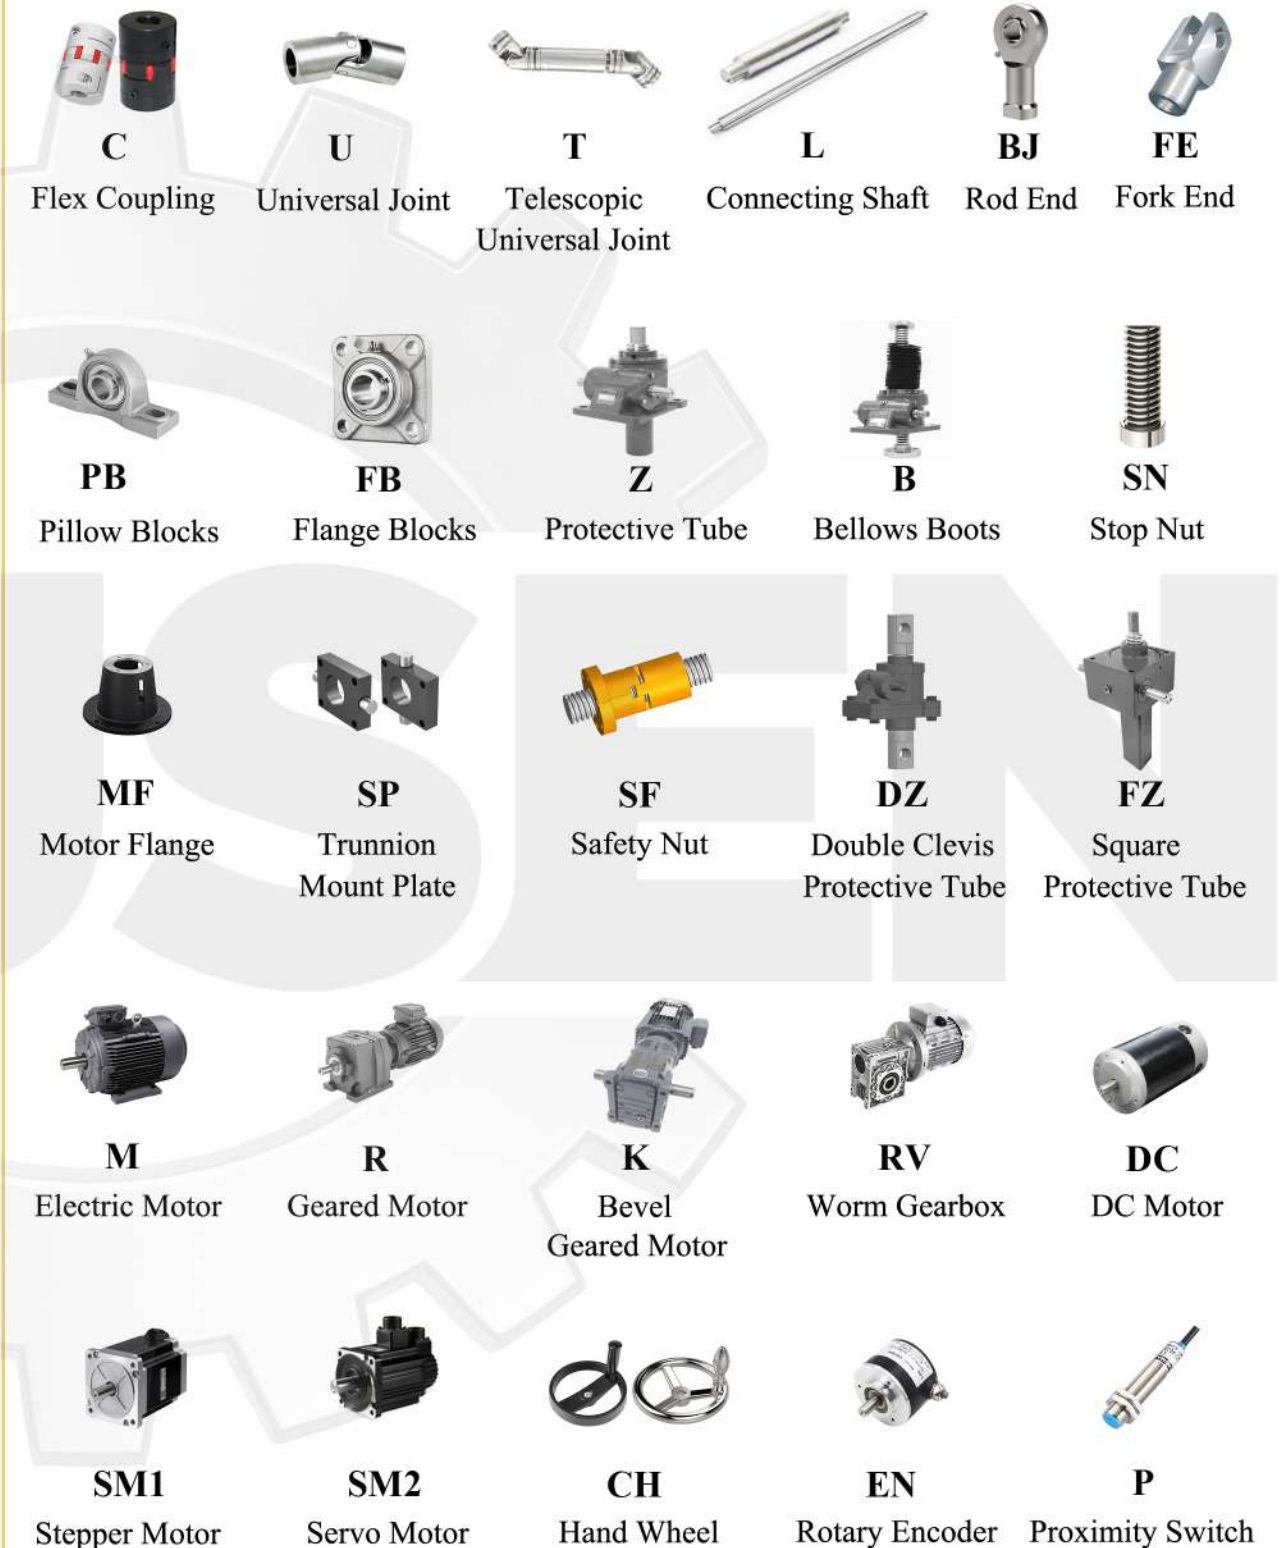 C
U
T
L
BJ
FE
Flex Coupling
Universal Joint
Telescopic
Universal Joint
Connecting Shaft
Rod End
Fork End
PB
FB
Z
B
SN
Pillow Blocks
Flange Blocks
Protective Tube
Bellows Boots
Stop Nut
MF
SP
SF
DZ
FZ
Motor Flange
Trunnion
Mount Plate
Safety Nut
Double Clevis
Protective Tube
Square
Protective Tube
M
R
K
RV
DC
Electric Motor
Geared Motor
Bevel
Geared Motor
Worm Gearbox
DC Motor
SM1
SM2
CH
EN
P
Stepper Motor
Servo Motor
Hand Wheel
Rotary Encoder
Proximity Switch